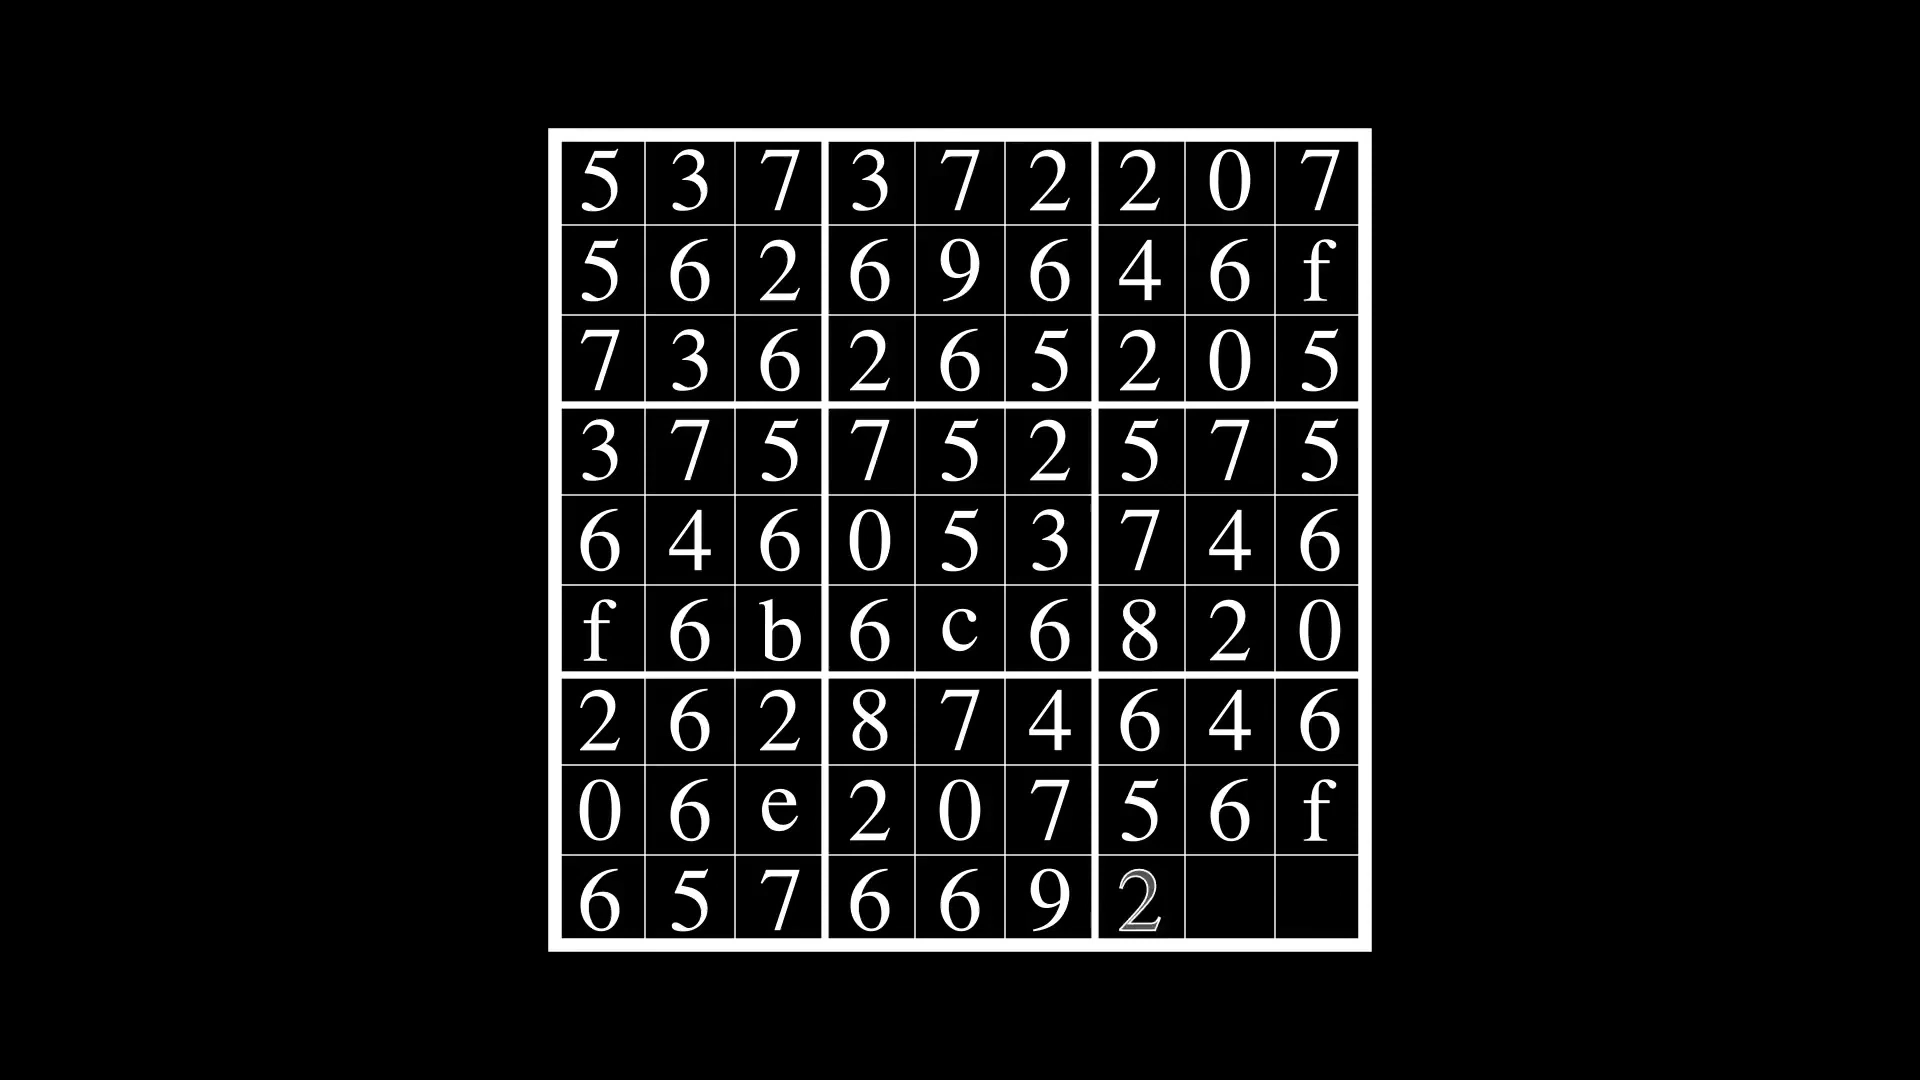 5 3 7 3 7 2 2 0 7
5 6 2 6 9 6 4 6 f
7 3 6 2 6 5 2 0 5
3 7 5 7 5 2 5 7 5
6 4 6 0 5 3 7 4 6
f 6 b 6 c 6 8 2 0
2 6 2 8 7 4 6 4 6
0 6 e 2 0 7 5 6 f
6 5 7 6 6 9 2